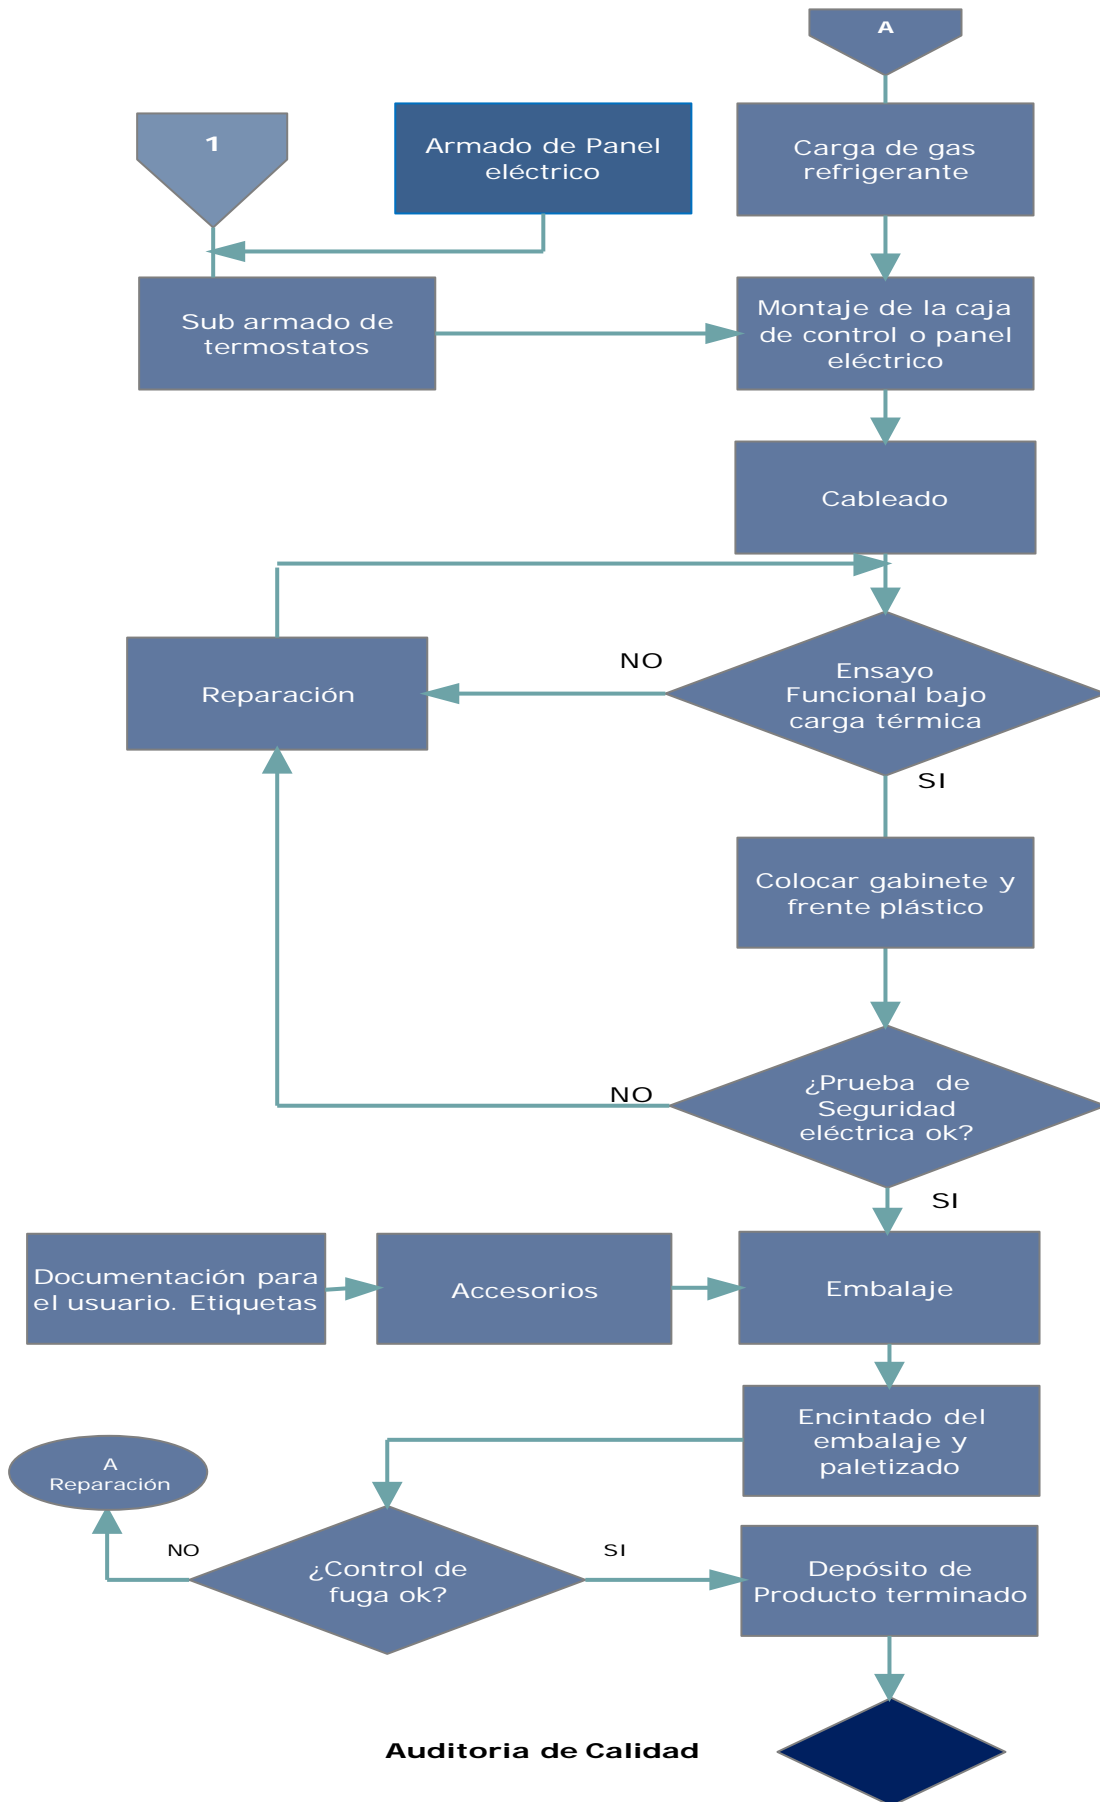 A
1
Armado de Panel
eléctrico
Carga de gas
refrigerante
Sub armado de
termostatos
Montaje de la caja
de control o panel
eléctrico
Cableado
NO
Reparación
Ensayo
Funcional bajo
carga térmica
SI
Colocar gabinete y
frente plástico
NO
¿Prueba de
Seguridad
eléctrica ok?
SI
Documentación para
el usuario. Etiquetas
Accesorios
Embalaje
Encintado del
embalaje y
paletizado
A
Reparación
NO
¿Control de
fuga ok?
SI
Depósito de
Producto terminado
Auditoria de Calidad